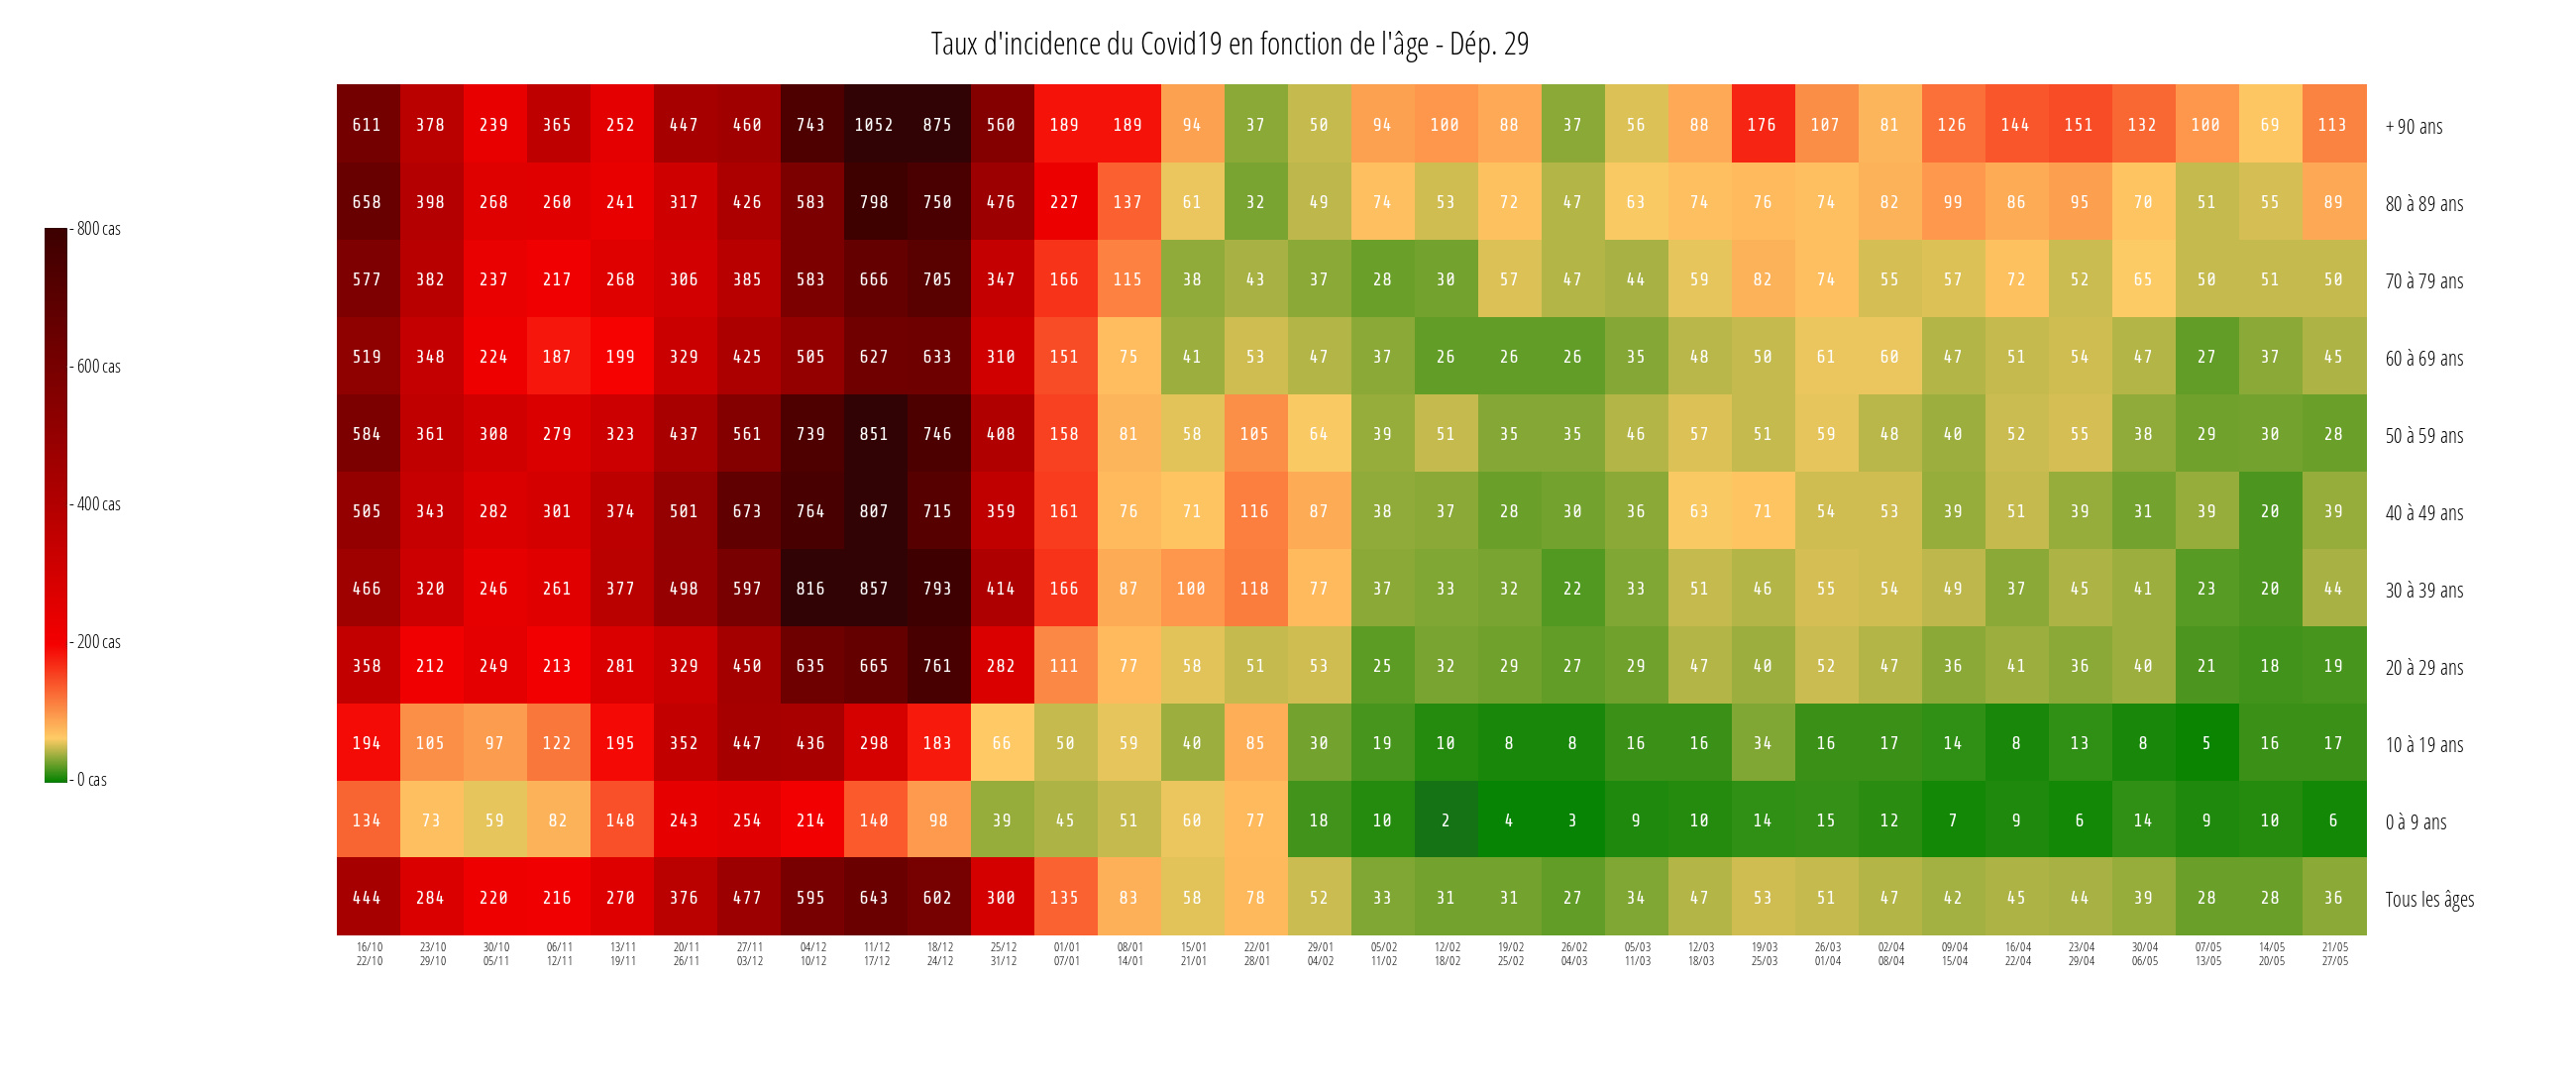 Taux d'incidence du Covid19 en fonction de l'âge - Dép. 29
- 800 cas
- 600 cas
- 400 cas
- 200 cas
- 0 cas
611 378 239 365 252 447 460 743 1052 875 560 189 189 94 37 50 94 100 88 37 56 88 176 107 81 126 144 151 132 100 69 113 + 90 ans
658 398 268 260 241 317 426 583 798 750 476 227 137 61 32 49 74 53 72 47 63 74 76 74 82 99 86 95 70 51 55 89 80 à 89 ans
577 382 237 217 268 306 385 583 666 705 347 166 115 38 43 37 28 30 57 47 44 59 82 74 55 57 72 52 65 50 51 50 70 à 79 ans
519 348 224 187 199 329 425 505 627 633 310 151 75 41 53 47 37 26 26 26 35 48 50 61 60 47 51 54 47 27 37 45 60 à 69 ans
584 361 308 279 323 437 561 739 851 746 408 158 81 58 105 64 39 51 35 35 46 57 51 59 48 40 52 55 38 29 30 28 50 à 59 ans
505 343 282 301 374 501 673 764 807 715 359 161 76 71 116 87 38 37 28 30 36 63 71 54 53 39 51 39 31 39 20 39 40 à 49 ans
466 320 246 261 377 498 597 816 857 793 414 166 87 100 118 77 37 33 32 22 33 51 46 55 54 49 37 45 41 23 20 44 30 à 39 ans
358 212 249 213 281 329 450 635 665 761 282 111 77 58 51 53 25 32 29 27 29 47 40 52 47 36 41 36 40 21 18 19 20 à 29 ans
194 105 97 122 195 352 447 436 298 183 66 50 59 40 85 30 19 10 8 8 16 16 34 16 17 14 8 13 8 5 16 17 10 à 19 ans
134 73 59 82 148 243 254 214 140 98 39 45 51 60 77 18 10 2 4 3 9 10 14 15 12 7 9 6 14 9 10 6 0 à 9 ans
444 284 220 216 270 376 477 595 643 602 300 135 83 58 78 52 33 31 31 27 34 47 53 51 47 42 45 44 39 28 28 36 Tous les âges
16/10 23/10 30/10 06/11 13/11 20/11 27/11 04/12 11/12 18/12 25/12 01/01 08/01 15/01 22/01 29/01 05/02 12/02 19/02 26/02 05/03 12/03 19/03 26/03 02/04 09/04 16/04 23/04 30/04 07/05 14/05 21/05
22/10 29/10 05/11 12/11 19/11 26/11 03/12 10/12 17/12 24/12 31/12 07/01 14/01 21/01 28/01 04/02 11/02 18/02 25/02 04/03 11/03 18/03 25/03 01/04 08/04 15/04 22/04 29/04 06/05 13/05 20/05 27/05